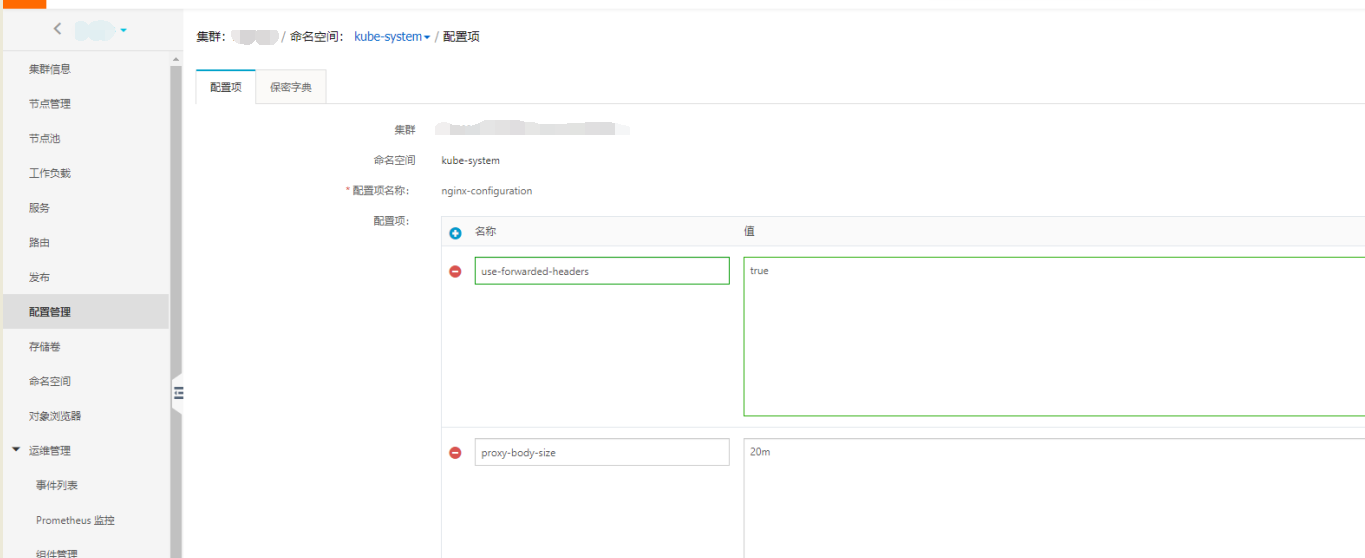 集群： / 命名空间： kube-system / 配置项
集群信息
节点管理
节点池
工作负载
服务
路由
发布
配置管理
存储卷
命名空间
对象浏览器
运维管理
事件列表
Prometheus 监控
组件管理
配置项 保密字典
集群
命名空间 kube-system
* 配置项名称： nginx-configuration
配置项：
名称 值
use-forwarded-headers true
proxy-body-size 20m